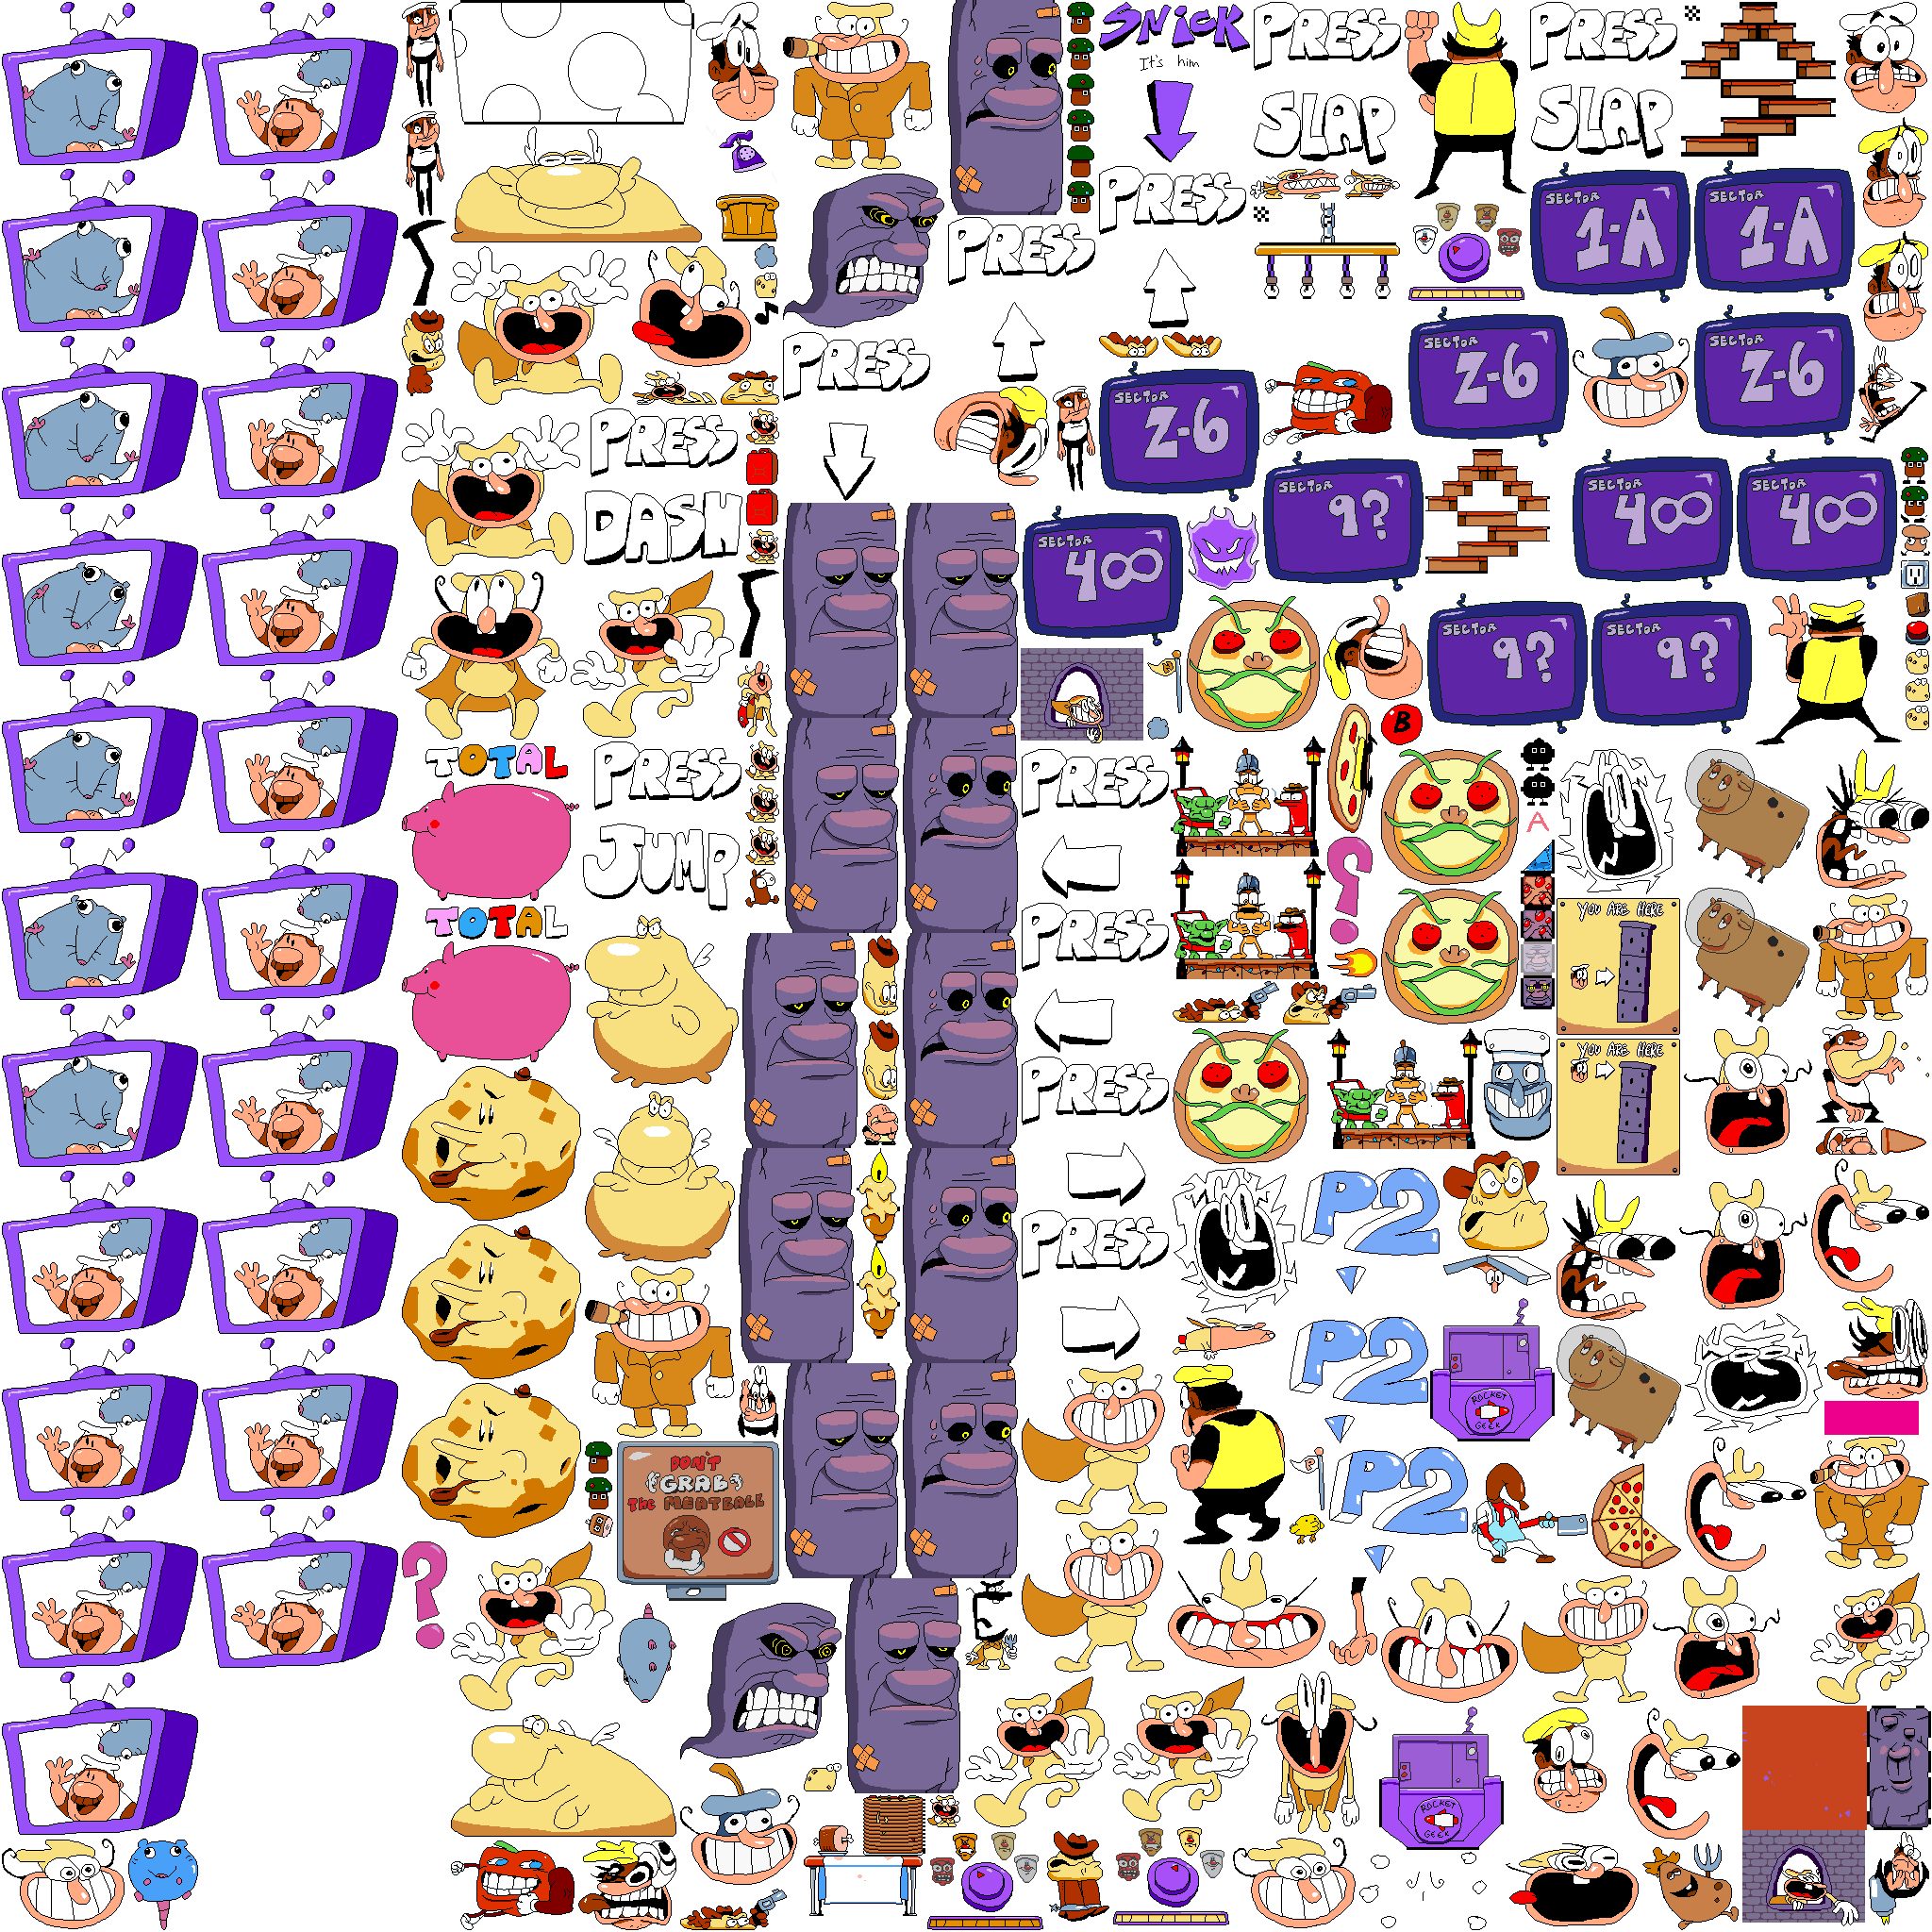 SNICK
It's him
PRESS
SLAP
PRESS
SLAP
PRESS
SECTOR
1-A
SECTOR
1-A
PRESS
PRESS
SECTOR
Z-6
SECTOR
Z-6
SECTOR
Z-6
PRESS
DASH
SECTOR
9?
SECTOR
400
SECTOR
400
SECTOR
400
SECTOR
9?
SECTOR
9?
B
TOTAL
PRESS
JUMP
PRESS
A
TOTAL
PRESS
YOU ARE HERE
PRESS
YOU ARE HERE
PRESS
P2
P2
ROCKET
GEEK
DON'T
GRAB
THE MEATBALL
P2
ROCKET
GEEK